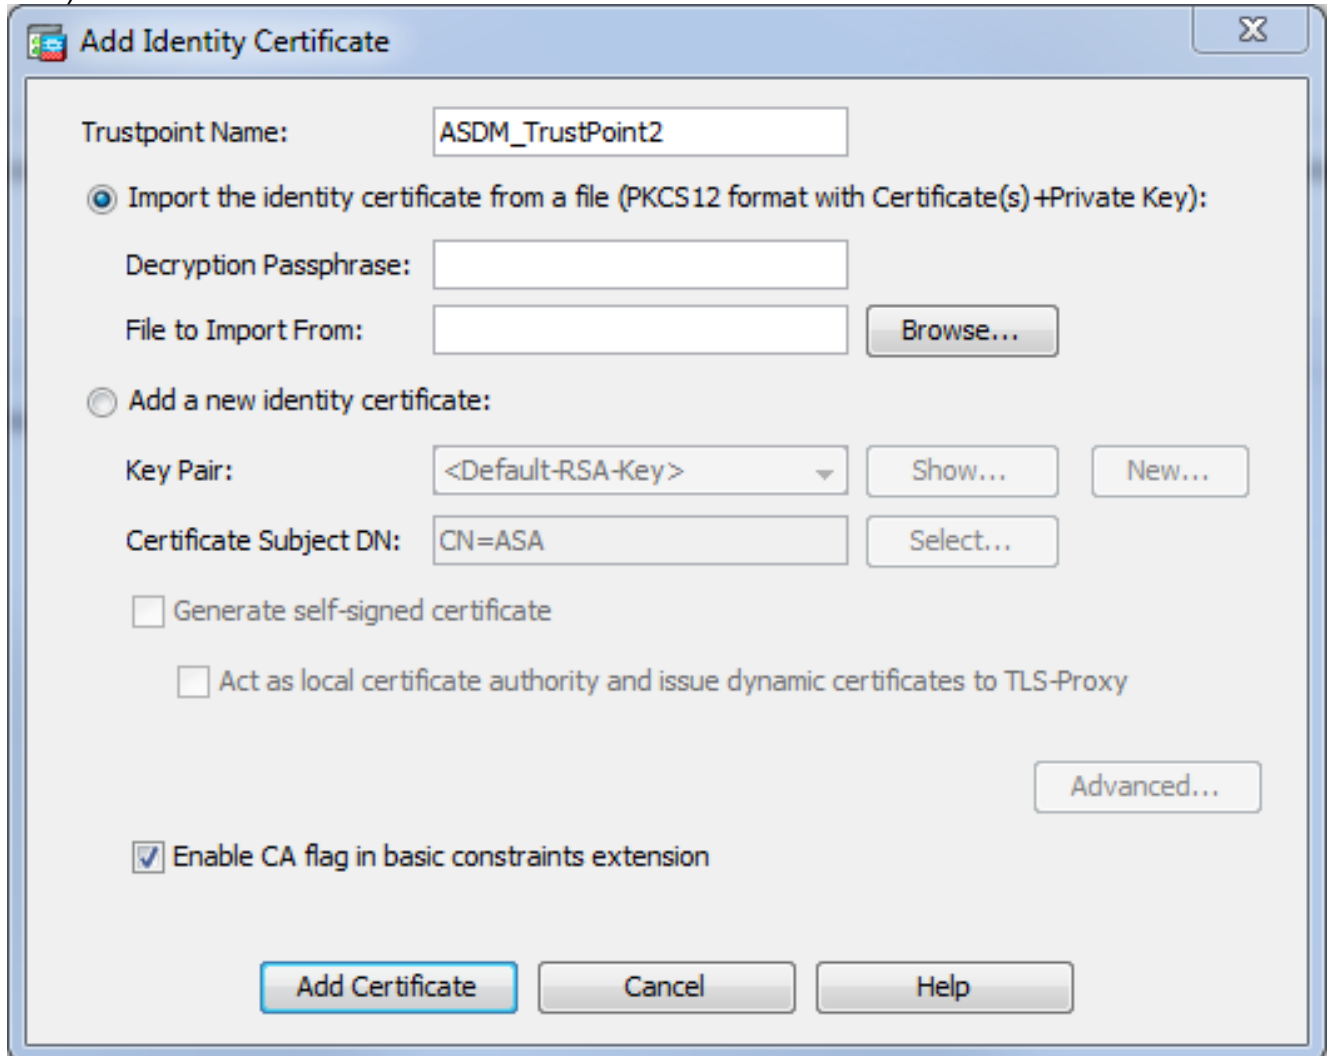 Add Identity Certificate
Trustpoint Name: ASDM_TrustPoint2
Import the identity certificate from a file (PKCS12 format with Certificate(s)+Private Key):
Decryption Passphrase:
File to Import From: Browse...
Add a new identity certificate:
Key Pair: <Default-RSA-Key> Show... New...
Certificate Subject DN: CN=ASA Select...
Generate self-signed certificate
Act as local certificate authority and issue dynamic certificates to TLS-Proxy
Advanced...
Enable CA flag in basic constraints extension
Add Certificate Cancel Help